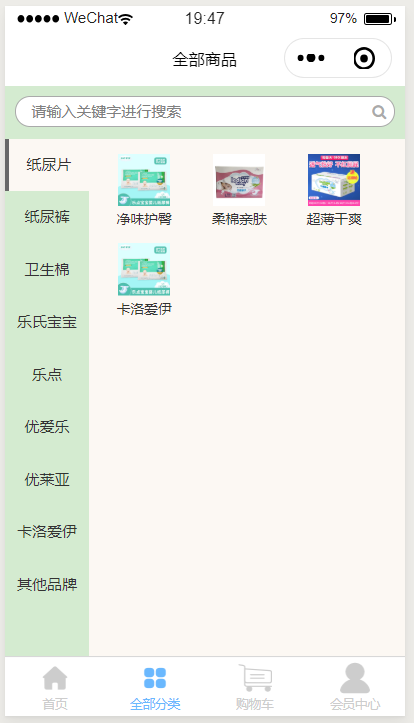 WeChat 19:47 97%
全部商品
请输入关键字进行搜索
纸尿片
纸尿裤
卫生棉
乐氏宝宝
乐点
优爱乐
优莱亚
卡洛爱伊
其他品牌
净味护臀 柔棉亲肤 超薄干爽
卡洛爱伊
首页 全部分类 购物车 会员中心